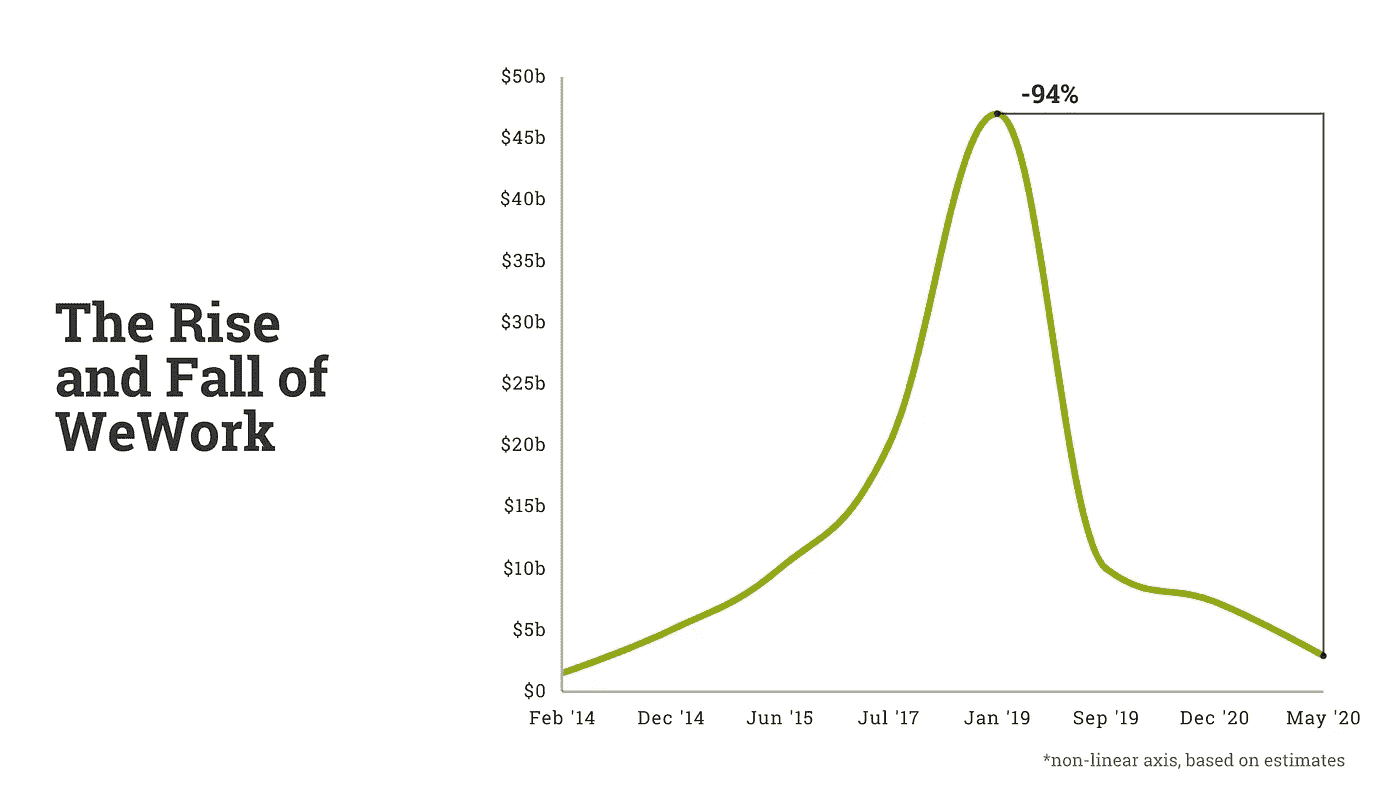 The Rise
and Fall of
WeWork
-94%
$50b
$45b
$40b
$35b
$30b
$25b
$20b
$15b
$10b
$5b
$0
Feb '14 Dec '14 Jun '15 Jul '17 Jan '19 Sep '19 Dec '20 May '20
*non-linear axis, based on estimates